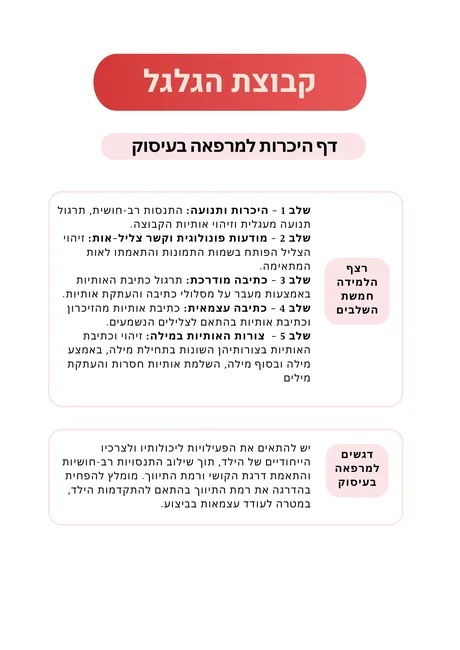 קבוצת הגלגל
דף היכרות למרפאה בעיסוק
רצף
הלמידה
חמשת
השלבים
שלב 1 - היכרות ותנועה: התנסות רב-חושית, תרגול
תנועה מעגלית וזיהוי אותיות הקבוצה.
שלב 2 - מודעות פונולוגית וקשר צליל-אות: זיהוי
הצליל הפותח בשמות התמונות והתאמתו לאות
המתאימה.
שלב 3 - כתיבה מודרכת: תרגול כתיבת האותיות
באמצעות מעבר על מסלולי כתיבה והעתקת אותיות.
שלב 4 - כתיבה עצמאית: כתיבת אותיות מהזיכרון
וכתיבת אותיות בהתאם לצלילים הנשמעים.
שלב 5 - צורות האותיות במילה: זיהוי וכתיבת
האותיות בצורותיהן השונות בתחילת מילה, באמצע
מילה ובסוף מילה, השלמת אותיות חסרות והעתקת
מילים
דגשים
למרפאה
בעיסוק
יש להתאים את הפעילויות ליכולותיו ולצרכיו
הייחודיים של הילד, תוך שילוב התנסויות רב-חושיות
והתאמת דרגת הקושי ורמת התיווך. מומלץ להפחית
בהדרגה את רמת התיווך בהתאם להתקדמות הילד,
במטרה לעודד עצמאות בביצוע.